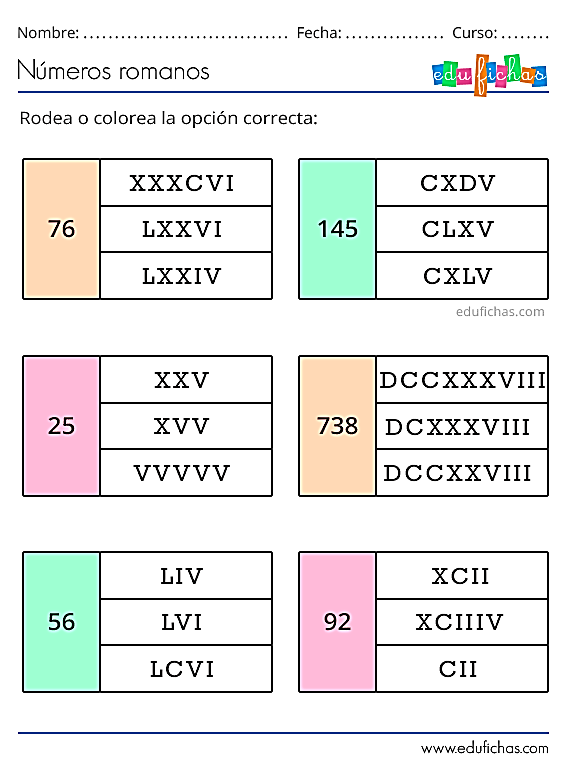 Nombre: ................................. Fecha: ................ Curso: ........
Números romanos
edufichas
Rodea o colorea la opción correcta:
76
XXXCVI
LXXVI
LXXIV
145
CXDV
CLXV
CXLV
edufichas.com
25
XXV
XVV
VVVVV
738
DCCXXXVIII
DCXXXVIII
DCCXXVIII
56
LIV
LVI
LCVI
92
XCII
XCIIIV
CII
www.edufichas.com